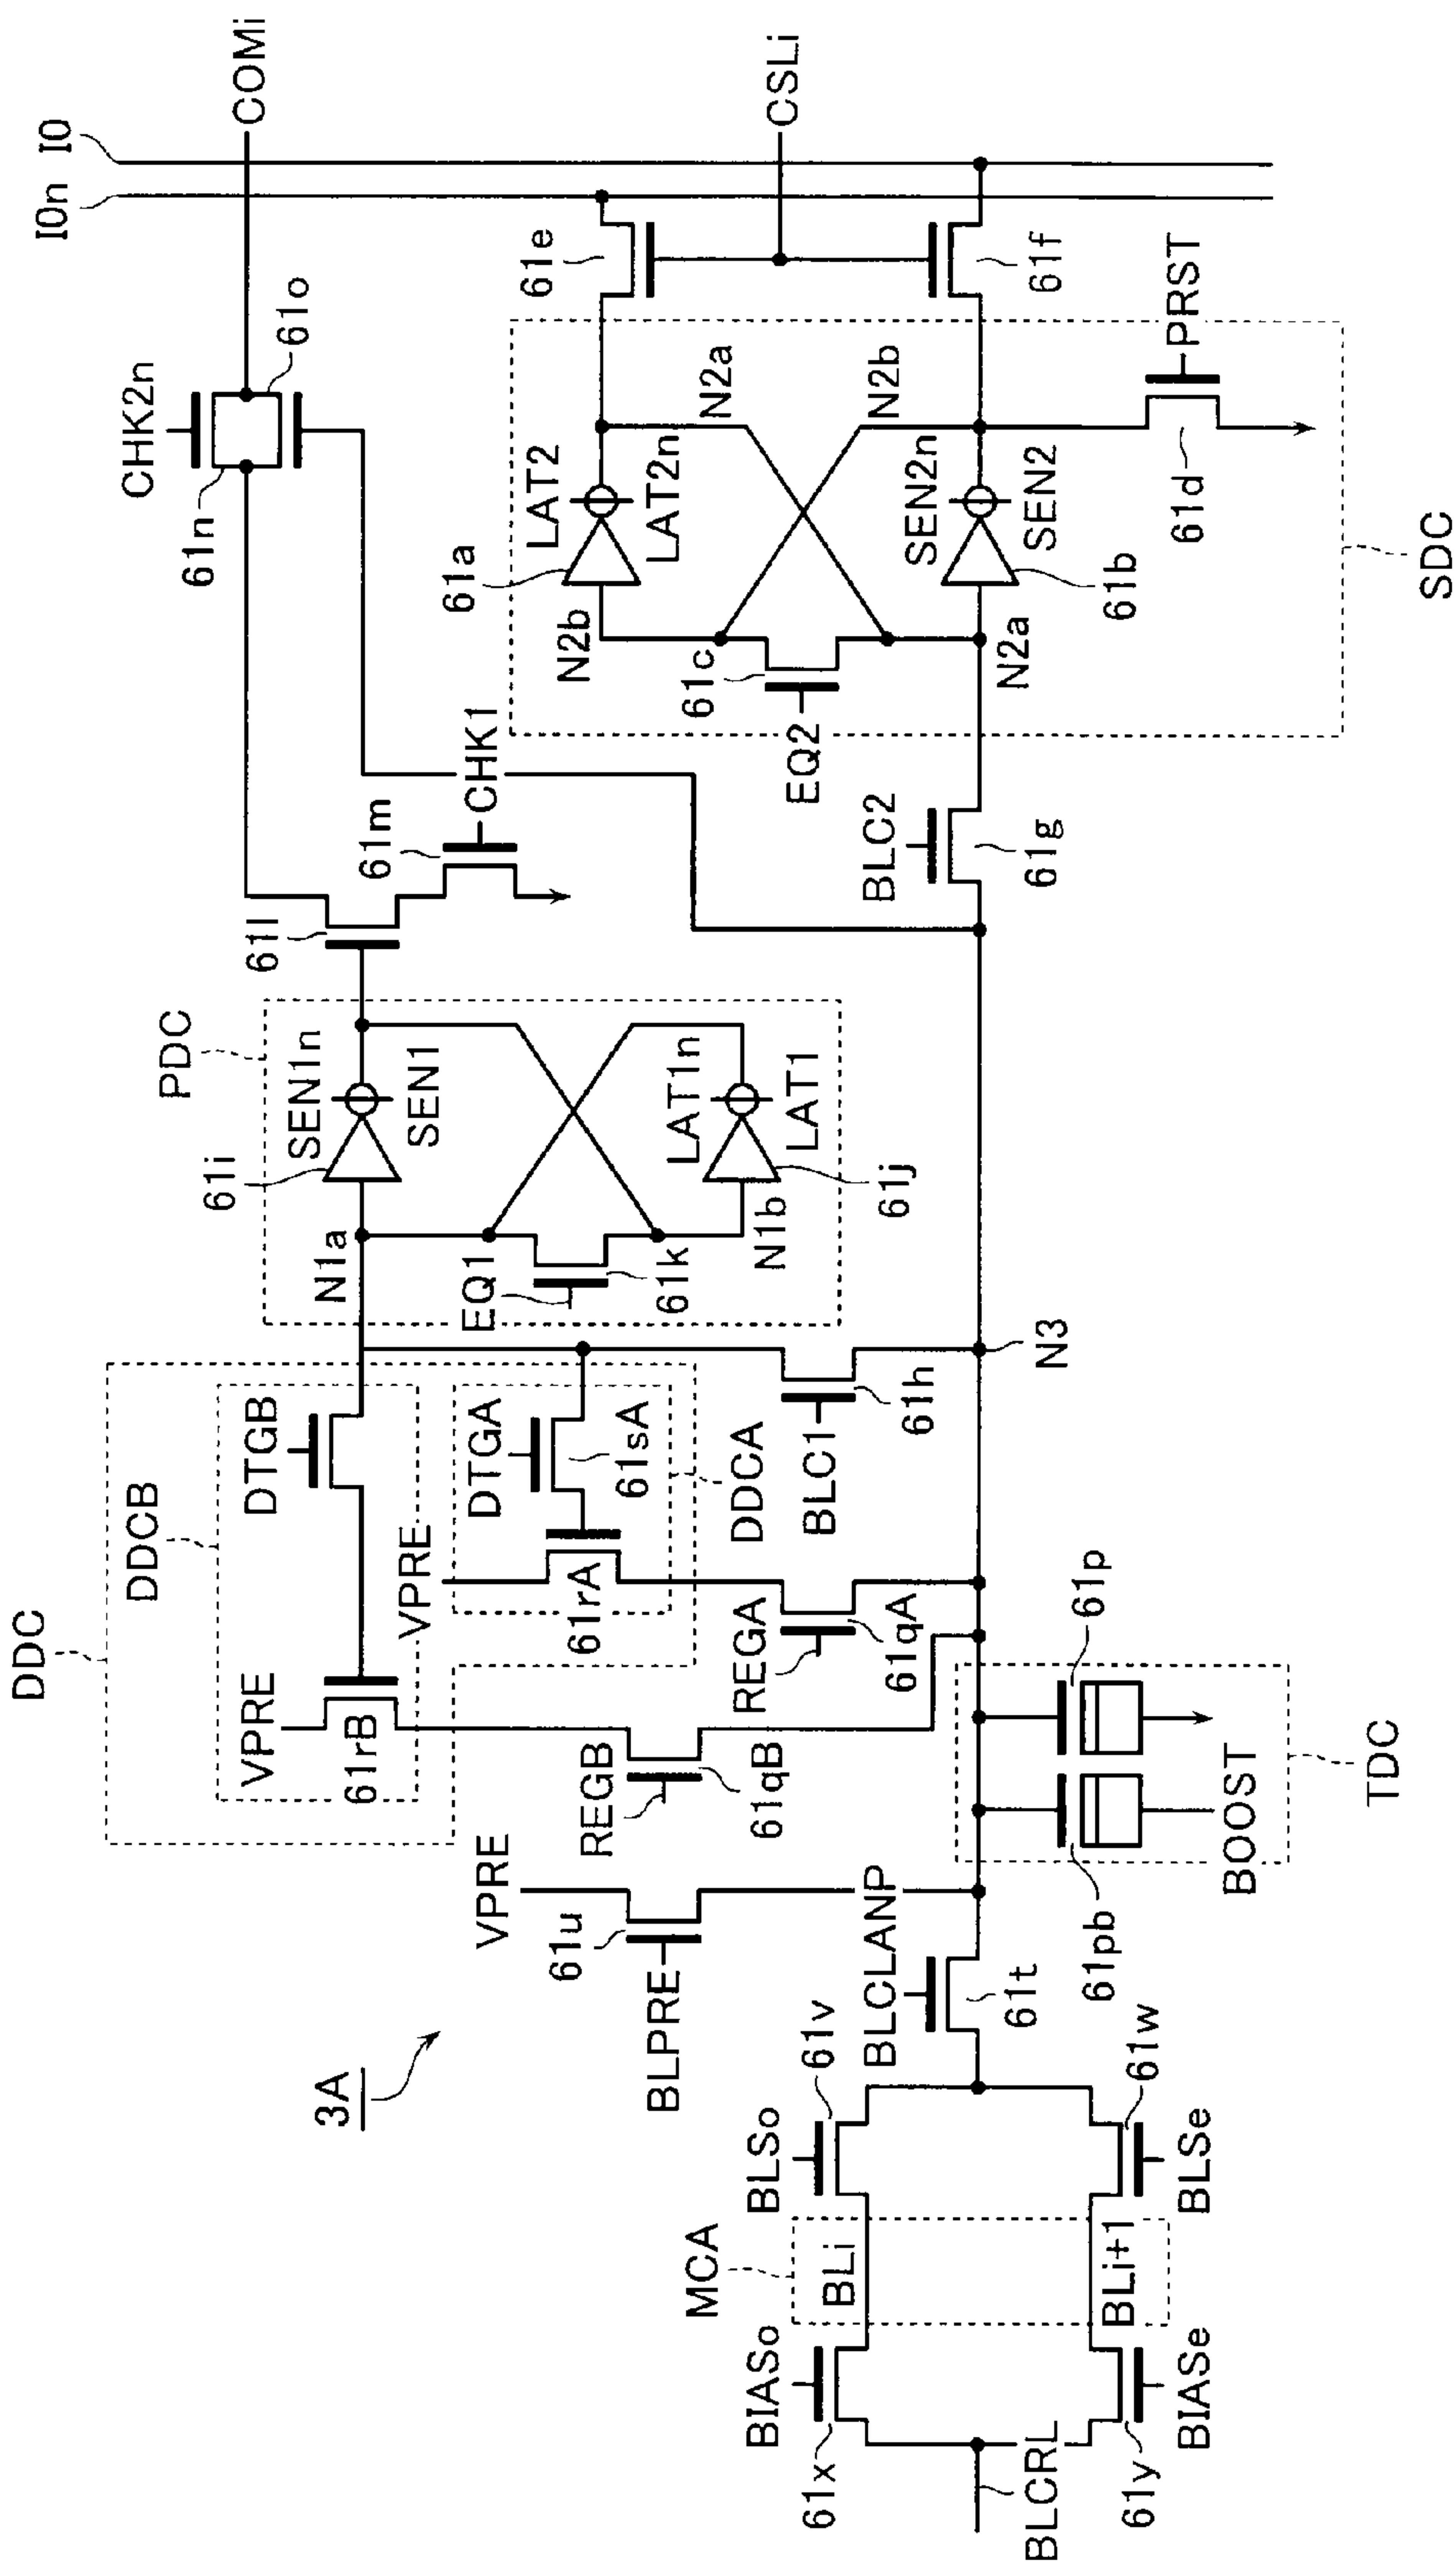 3A
COMi
IO
IOn
CSLi
CHK2n
61o
61n
61e
61f
PRST
N2a
N2b
LAT2
LAT2n
61a
SEN2n
SEN2
61b
61d
N2b
61c
N2a
EQ2
SDC
CHK1
61m
61l
BLC2
61g
PDC
SEN1n
SEN1
61i
LAT1n
LAT1
61j
N1a
N1b
EQ1
61k
N3
DDC
DDCB
DTGB
VPRE
61rB
DTGA
61sA
DDCA
VPRE
61rA
BLC1
61h
REGA
61qA
REGB
61qB
61p
61pb
BOOST
TDC
VPRE
61u
BLPRE
BLCLANP
61t
61v
61w
BLSo
BLSe
MCA
BLi
BLi+1
BIASo
BIASe
61x
61y
BLCRL